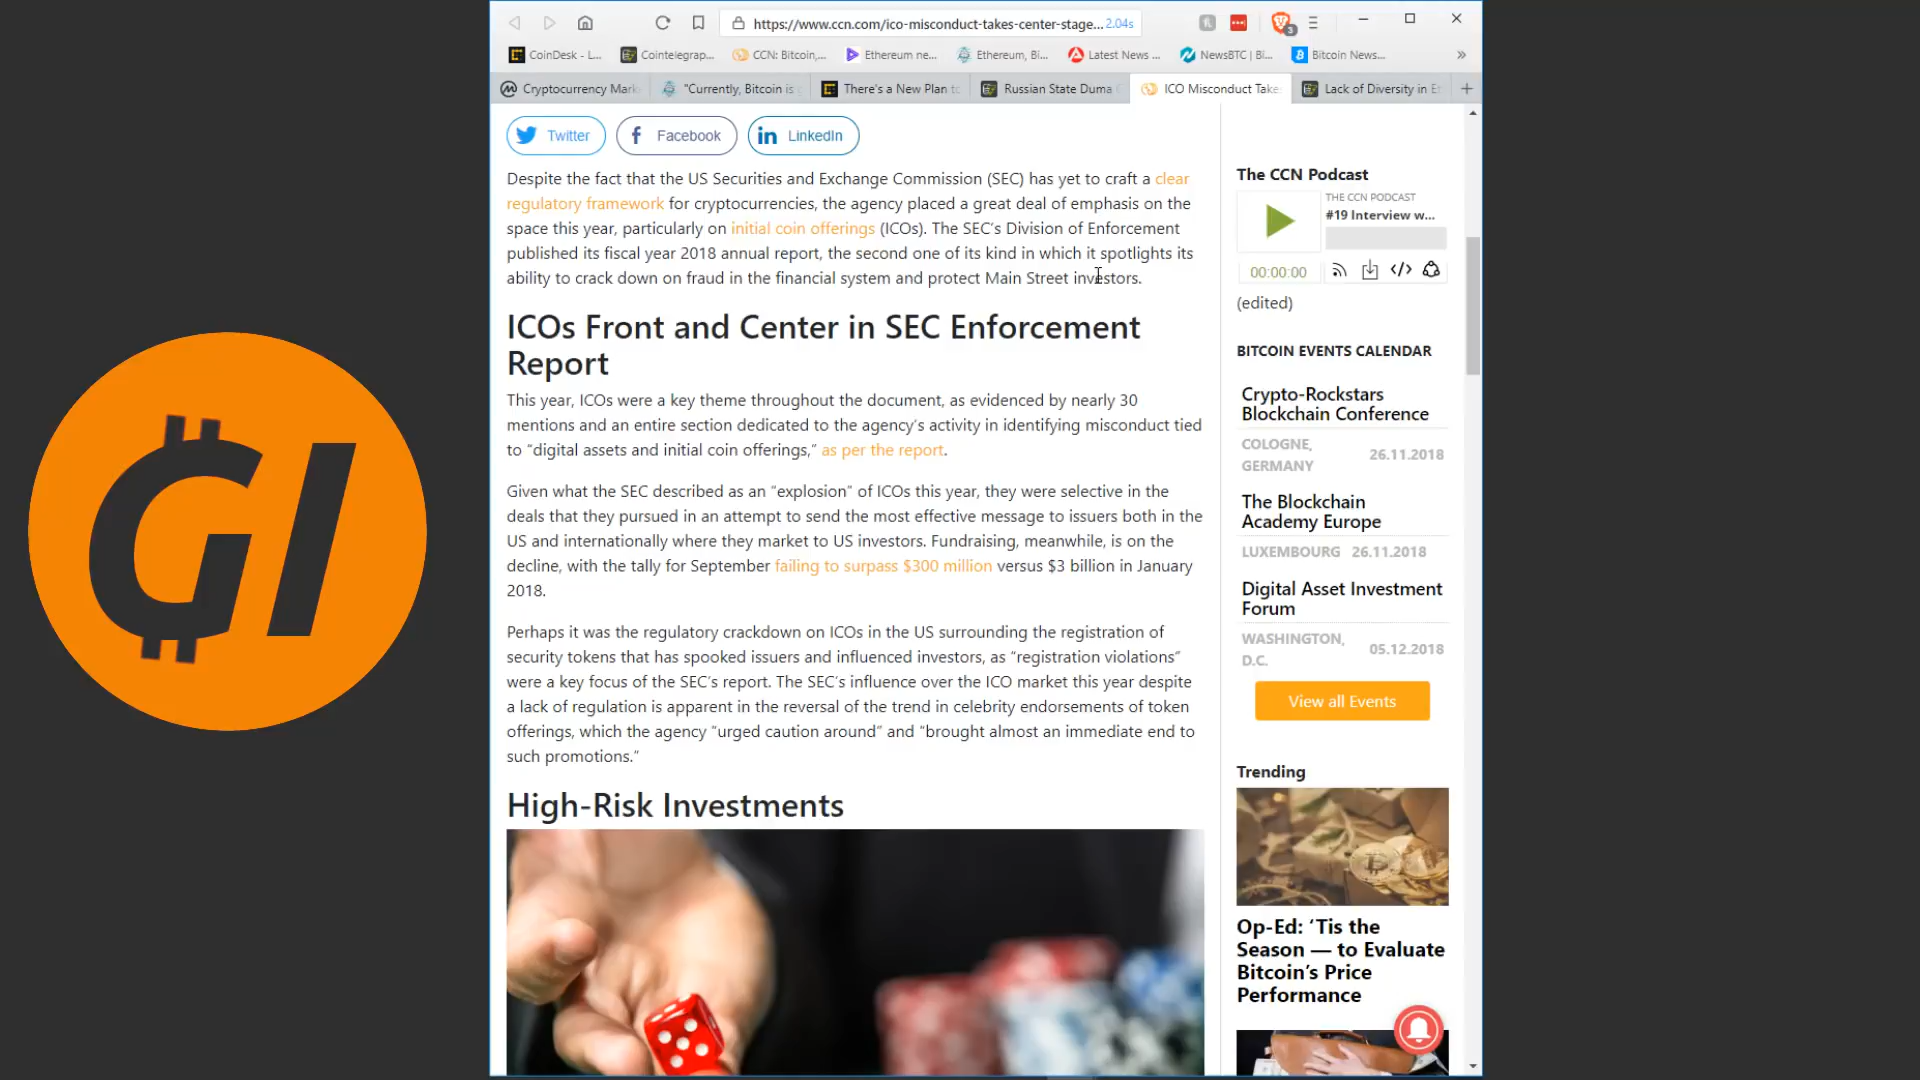 https://www.ccn.com/ico-misconduct-takes-center-stage... 2.04s
3
CoinDesk - L... Cointelegrap... CCN: Bitcoin,... Ethereum ne... Ethereum, Bi... Latest News ... NewsBTC | Bi... Bitcoin News... »
Cryptocurrency Mark "Currently, Bitcoin is There's a New Plan to Russian State Duma ICO Misconduct Take Lack of Diversity in E
Twitter Facebook LinkedIn
Despite the fact that the US Securities and Exchange Commission (SEC) has yet to craft a clear
regulatory framework for cryptocurrencies, the agency placed a great deal of emphasis on the
space this year, particularly on initial coin offerings (ICOs). The SEC’s Division of Enforcement
published its fiscal year 2018 annual report, the second one of its kind in which it spotlights its
ability to crack down on fraud in the financial system and protect Main Street investors.
ICOs Front and Center in SEC Enforcement
Report
This year, ICOs were a key theme throughout the document, as evidenced by nearly 30
mentions and an entire section dedicated to the agency’s activity in identifying misconduct tied
to “digital assets and initial coin offerings,” as per the report.
Given what the SEC described as an “explosion” of ICOs this year, they were selective in the
deals that they pursued in an attempt to send the most effective message to issuers both in the
US and internationally where they market to US investors. Fundraising, meanwhile, is on the
decline, with the tally for September failing to surpass $300 million versus $3 billion in January
2018.
Perhaps it was the regulatory crackdown on ICOs in the US surrounding the registration of
security tokens that has spooked issuers and influenced investors, as “registration violations”
were a key focus of the SEC’s report. The SEC’s influence over the ICO market this year despite
a lack of regulation is apparent in the reversal of the trend in celebrity endorsements of token
offerings, which the agency “urged caution around” and “brought almost an immediate end to
such promotions.”
High-Risk Investments
The CCN Podcast
THE CCN PODCAST
#19 Interview w...
00:00:00
(edited)
BITCOIN EVENTS CALENDAR
Crypto-Rockstars
Blockchain Conference
COLOGNE,
GERMANY 26.11.2018
The Blockchain
Academy Europe
LUXEMBOURG 26.11.2018
Digital Asset Investment
Forum
WASHINGTON,
D.C. 05.12.2018
View all Events
Trending
Op-Ed: ‘Tis the
Season — to Evaluate
Bitcoin’s Price
Performance
GI